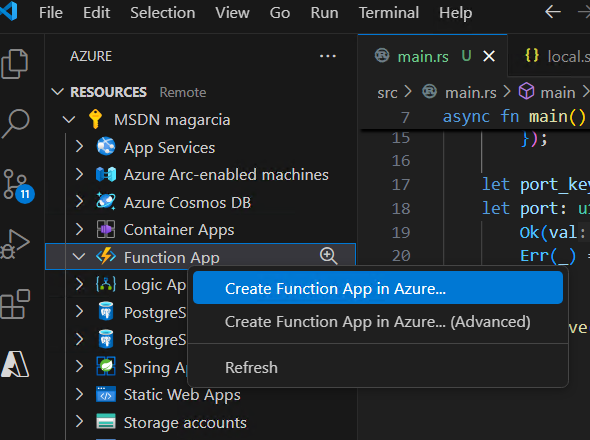 File Edit Selection View Go Run Terminal Help
AZURE
RESOURCES Remote
MSDN magarcia
App Services
Azure Arc-enabled machines
Azure Cosmos DB
Container Apps
Function App
Logic Ap
PostgreS
PostgreS
Spring Ap
Static Web Apps
Storage accounts
11
Create Function App in Azure...
Create Function App in Azure... (Advanced)
Refresh
main.rs U {} local.s
src > main.rs > main >
7 async fn main()
15 });
16
17 let port_key
18 let port: u
19 Ok(val:
20 Err(_) =
ve(